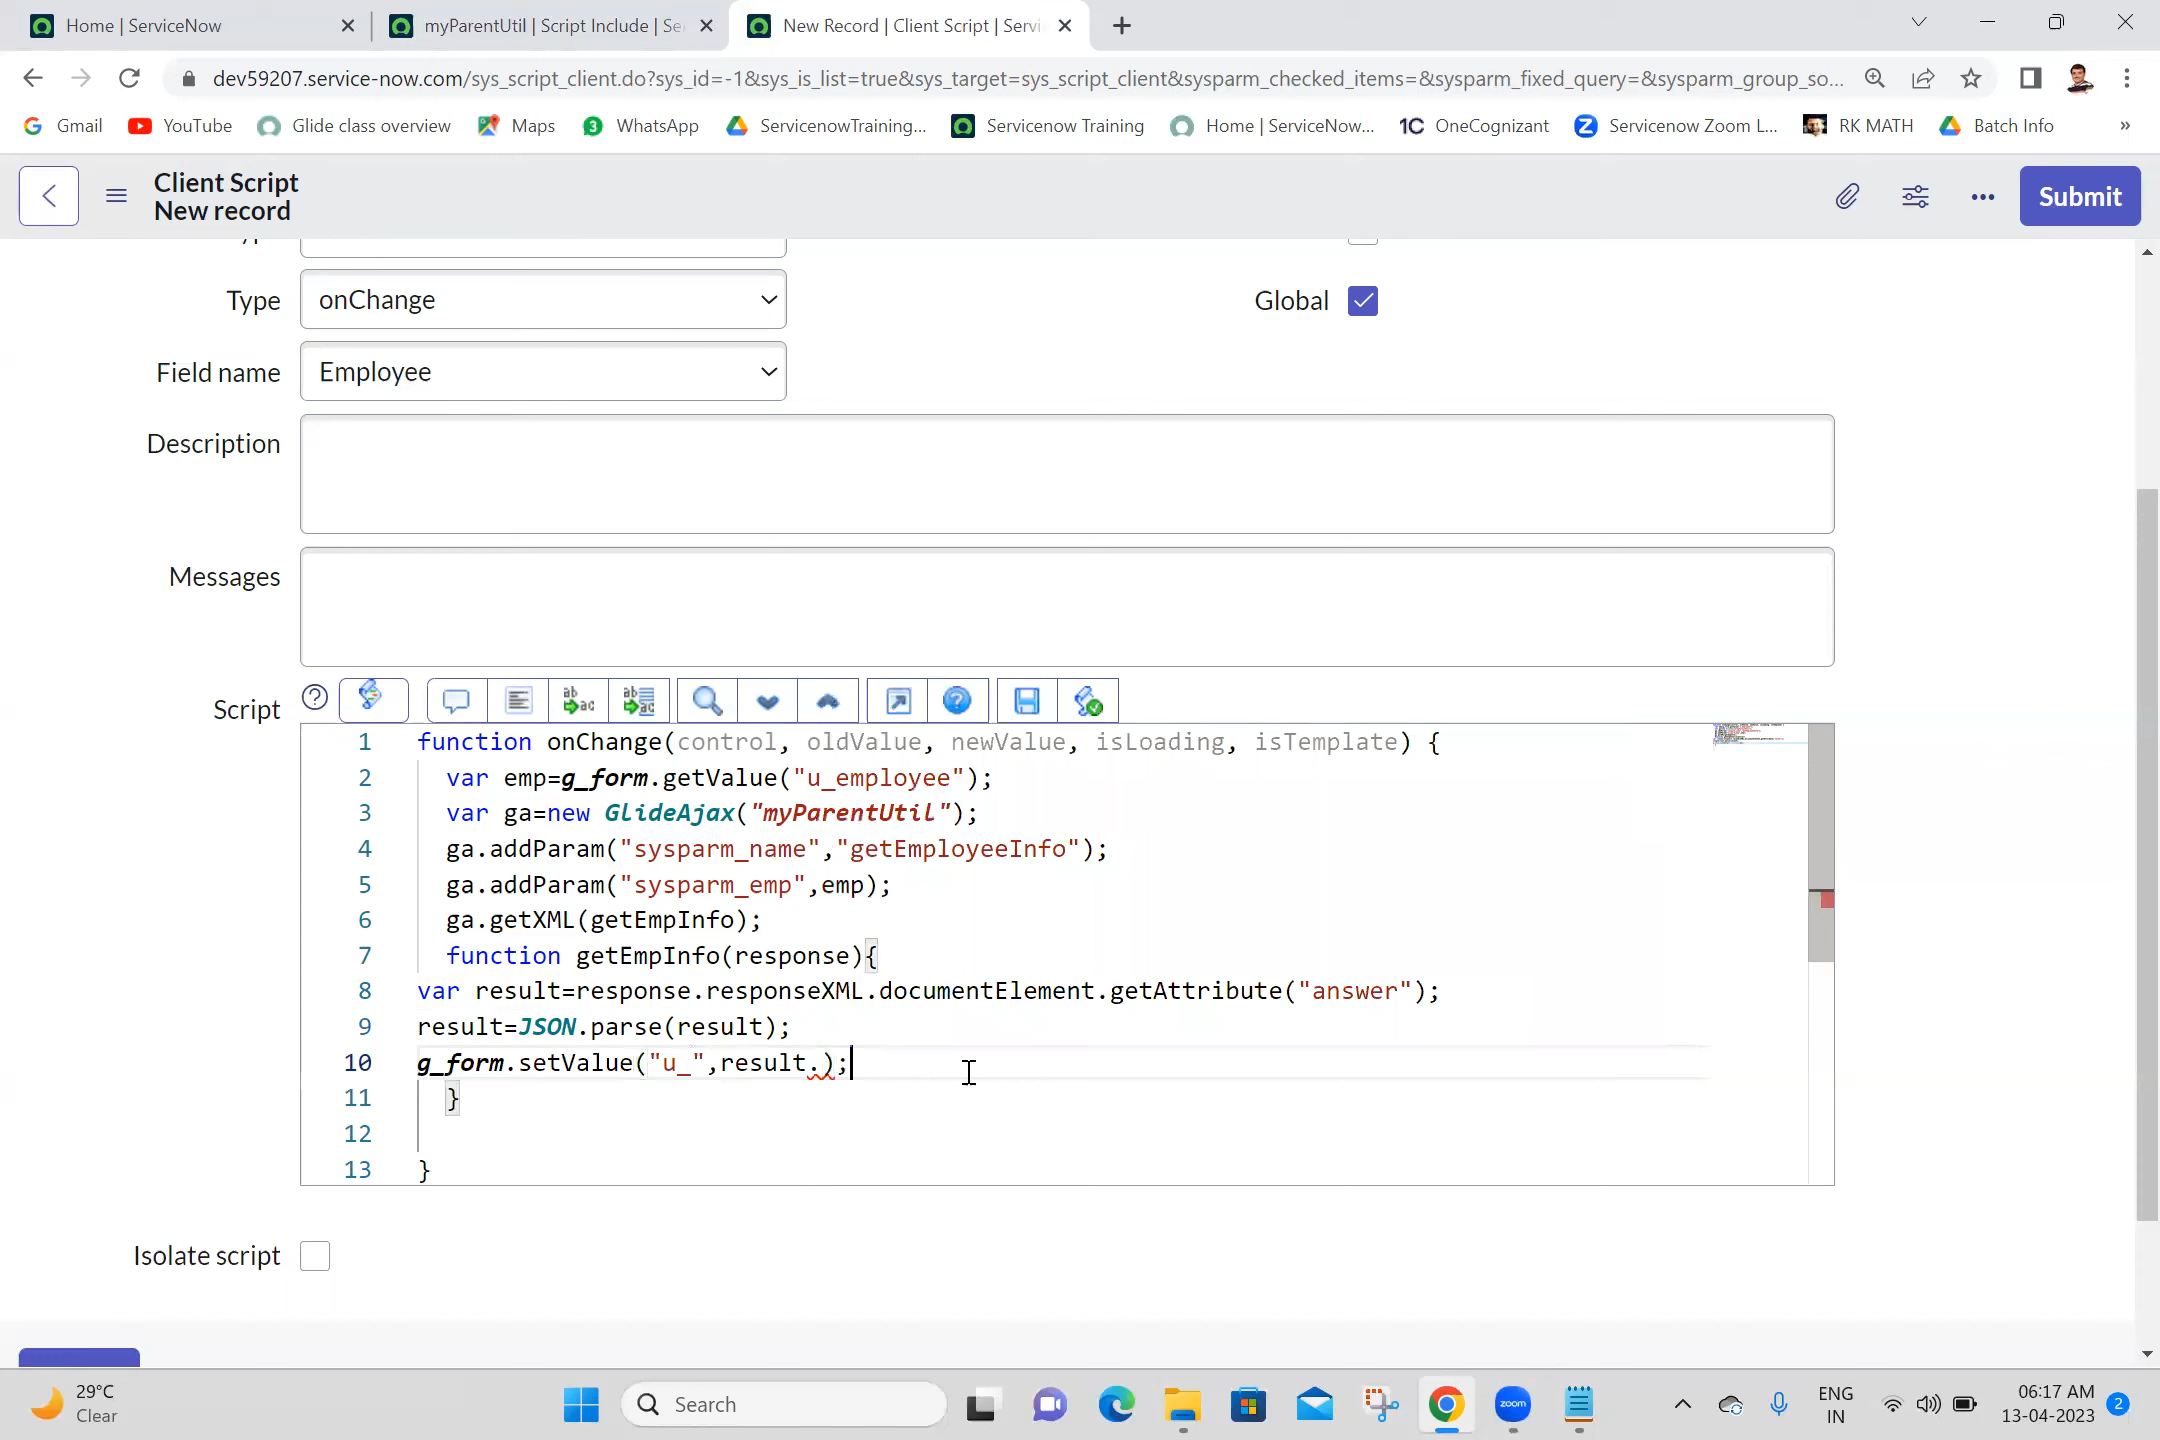 Home | ServiceNow
myParentUtil | Script Include | Se
New Record | Client Script | Servi
dev59207.service-now.com/sys_script_client.do?sys_id=-1&sys_is_list=true&sys_target=sys_script_client&sysparm_checked_items=&sysparm_fixed_query=&sysparm_group_so...
Gmail
YouTube
Glide class overview
Maps
3
WhatsApp
ServicenowTraining...
Servicenow Training
Home | ServiceNow...
1C
OneCognizant
Z
Servicenow Zoom L...
RK MATH
Batch Info
»
Client Script
New record
Submit
Type
onChange
Global
Field name
Employee
Description
Messages
Script
1 function onChange(control, oldValue, newValue, isLoading, isTemplate) {
2 var emp=g_form.getValue("u_employee");
3 var ga=new GlideAjax("myParentUtil");
4 ga.addParam("sysparm_name","getEmployeeInfo");
5 ga.addParam("sysparm_emp",emp);
6 ga.getXML(getEmpInfo);
7 function getEmpInfo(response){
8 var result=response.responseXML.documentElement.getAttribute("answer");
9 result=JSON.parse(result);
10 g_form.setValue("u_",result.);
11 }
12
13 }
Isolate script
29°C
Clear
Search
zoom
ENG
IN
06:17 AM
13-04-2023
2